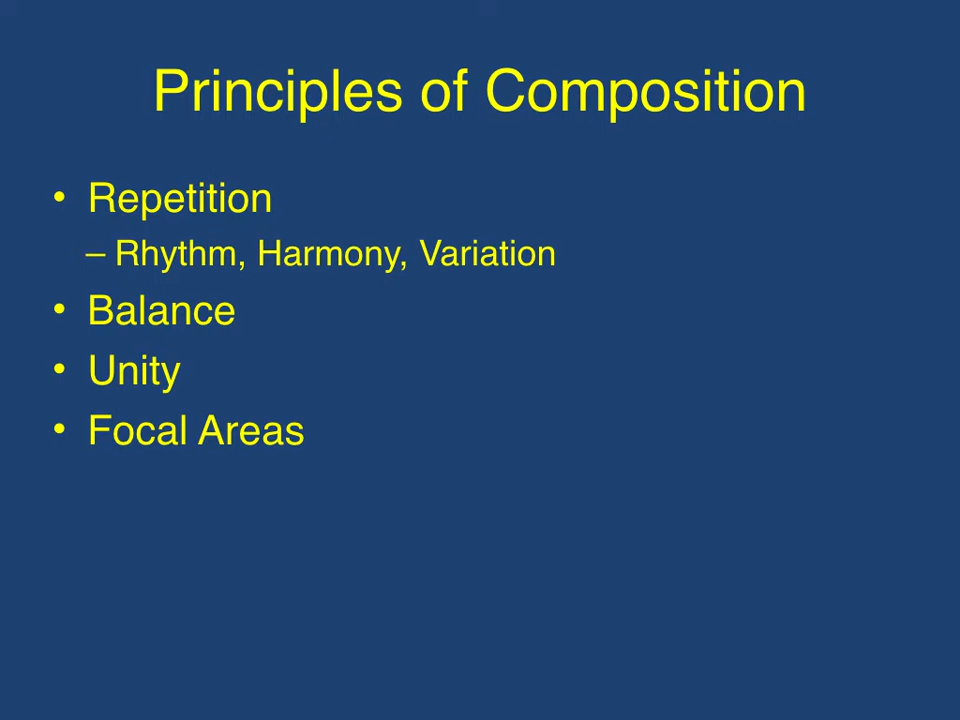 Principles of Composition
• Repetition
– Rhythm, Harmony, Variation
• Balance
• Unity
• Focal Areas